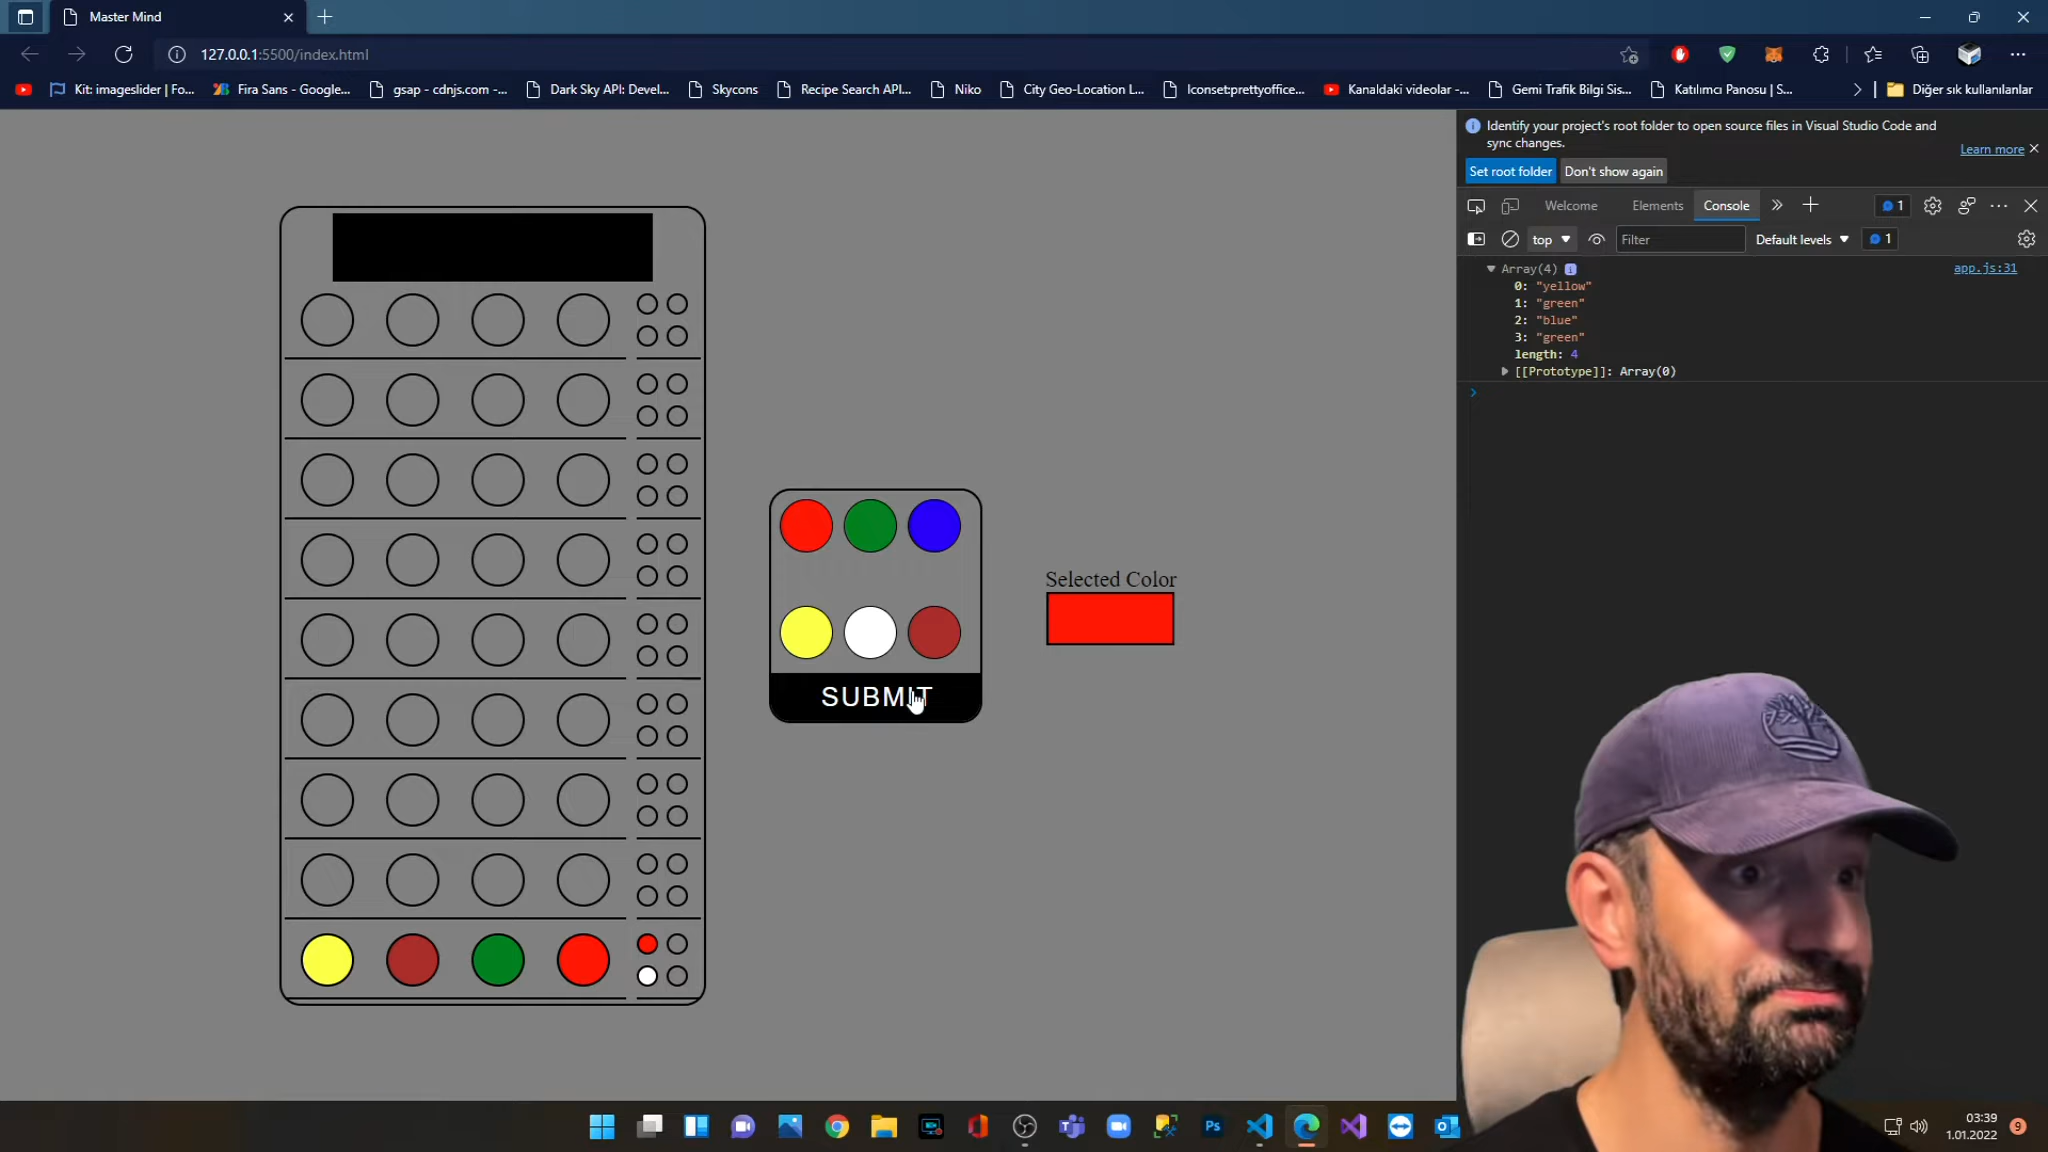 Master Mind
127.0.0.1:5500/index.html
Kit: imageslider | Fo...
Fira Sans - Google...
gsap - cdnjs.com -...
Dark Sky API: Devel...
Skycons
Recipe Search API...
Niko
City Geo-Location L...
Iconset:prettyoffice...
Kanaldaki videolar -...
Gemi Trafik Bilgi Sis...
Katılımcı Panosu | S...
Diğer sık kullanılanlar
Identify your project's root folder to open source files in Visual Studio Code and
sync changes.
Learn more
Set root folder
Don't show again
Welcome
Elements
Console
1
top
Filter
Default levels
1
Array(4)
app.js:31
0: "yellow"
1: "green"
2: "blue"
3: "green"
length: 4
[[Prototype]]: Array(0)
Selected Color
SUBMIT
Ps
03:39
1.01.2022
9